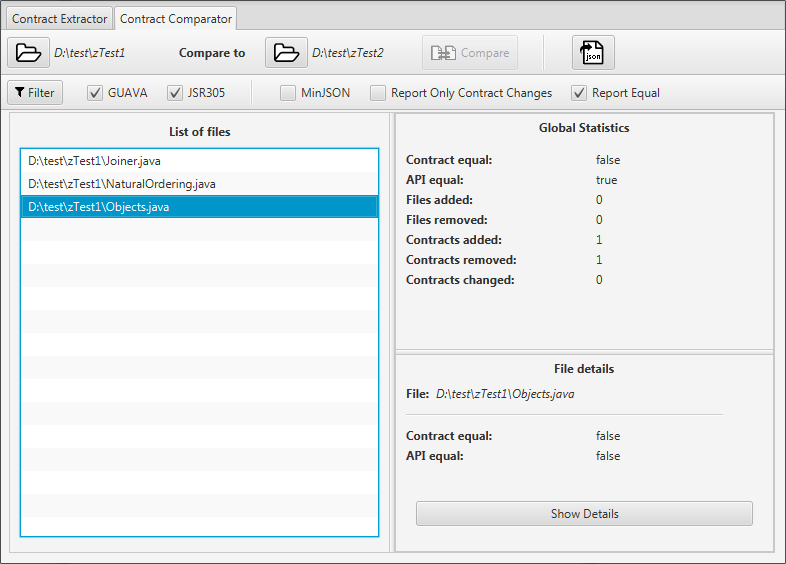 Contract Extractor
Contract Comparator
D:\test\zTest1
Compare to
D:\test\zTest2
Compare
json
Filter
GUAVA
JSR305
MinJSON
Report Only Contract Changes
Report Equal
List of files
D:\test\zTest1\Joiner.java
D:\test\zTest1\NaturalOrdering.java
D:\test\zTest1\Objects.java
Global Statistics
Contract equal: false
API equal: true
Files added: 0
Files removed: 0
Contracts added: 1
Contracts removed: 1
Contracts changed: 0
File details
File: D:\test\zTest1\Objects.java
Contract equal: false
API equal: false
Show Details